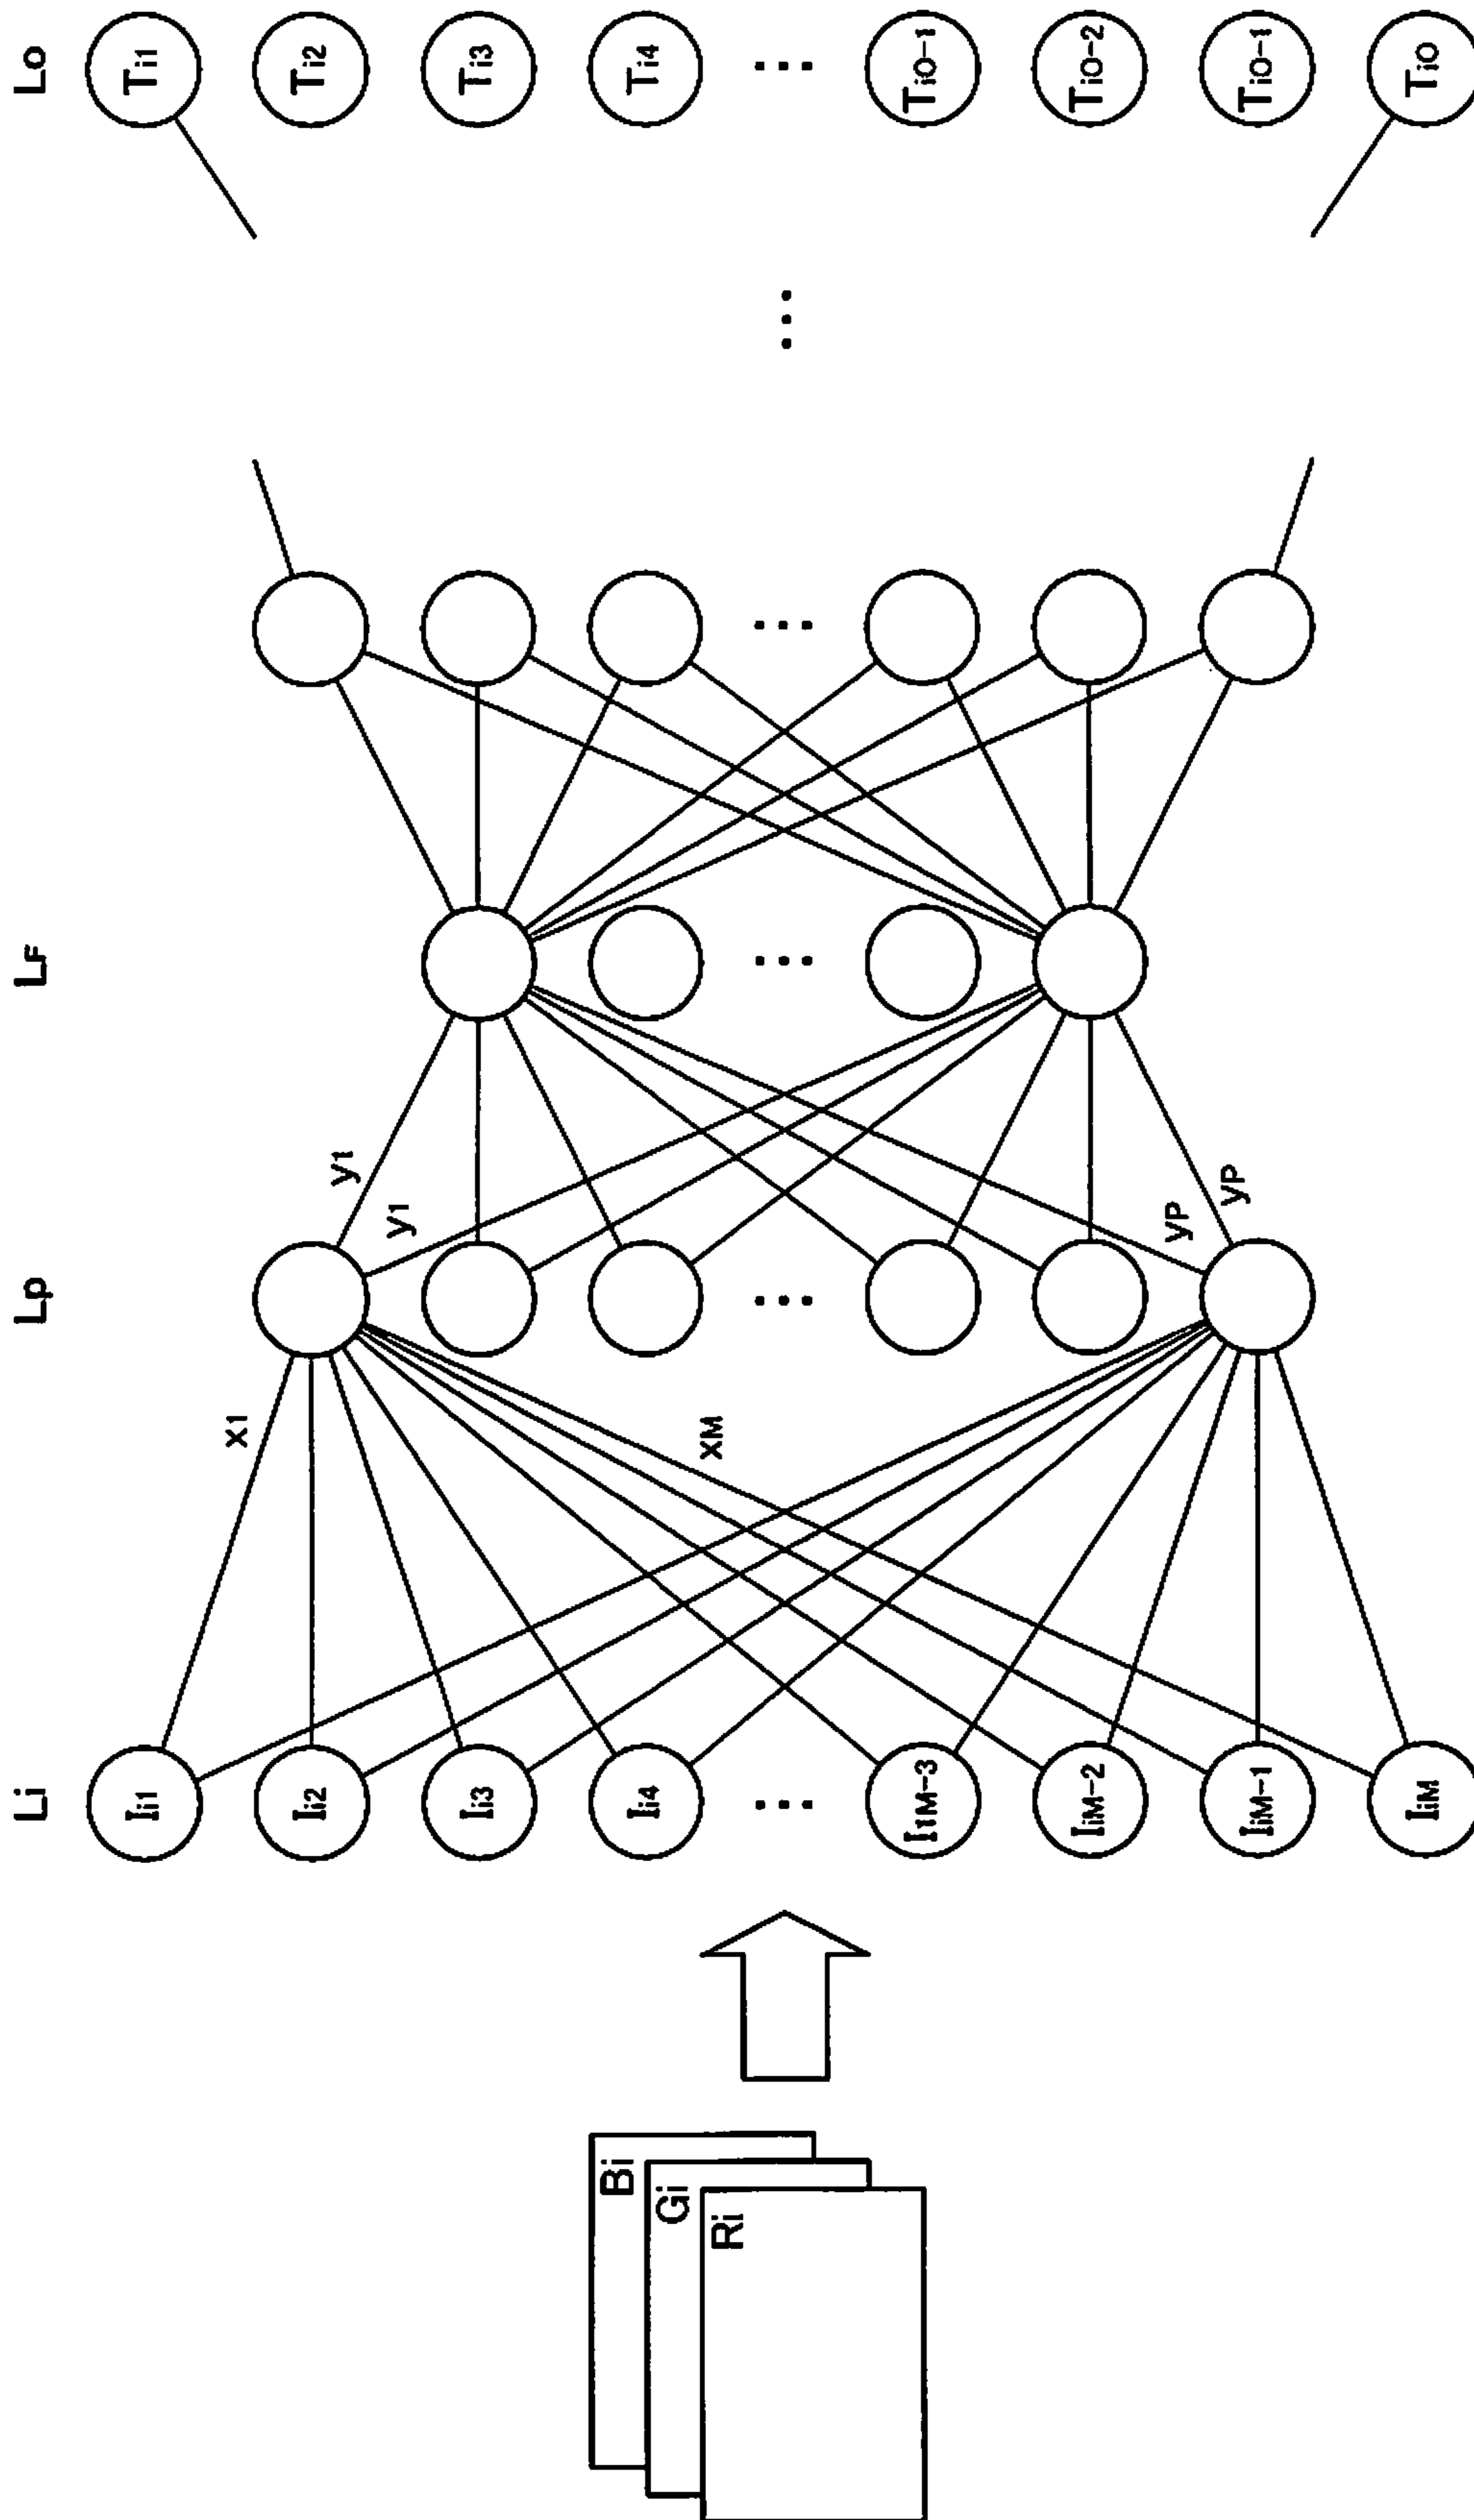 Li
Lp
LF
Lo
Ii1
Ii2
Ii3
Ii4
...
IiM-3
IiM-2
IiM-1
IiM
Bi
Gi
Ri
x1
xM
y1
y1
yP
yP
...
...
...
...
Ti1
Ti2
Ti3
Ti4
...
Tio-1
Tio-2
Tio-1
Tio